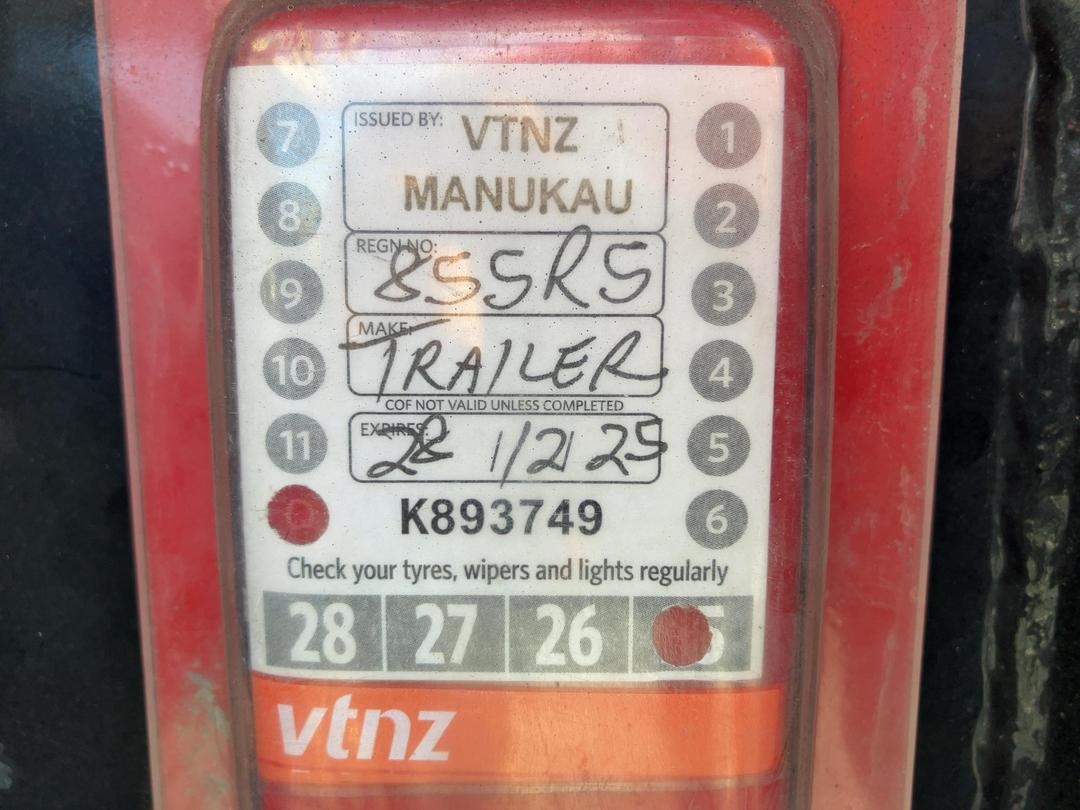 7
ISSUED BY: VTNZ
1
8
MANUKAU
2
REGN NO: 855R5
9
3
MAKE: TRAILER
10
4
COF NOT VALID UNLESS COMPLETED
EXPIRES: 28 1/2/ 25
11
5
K893749
6
Check your tyres, wipers and lights regularly
28 27 26
vtnz